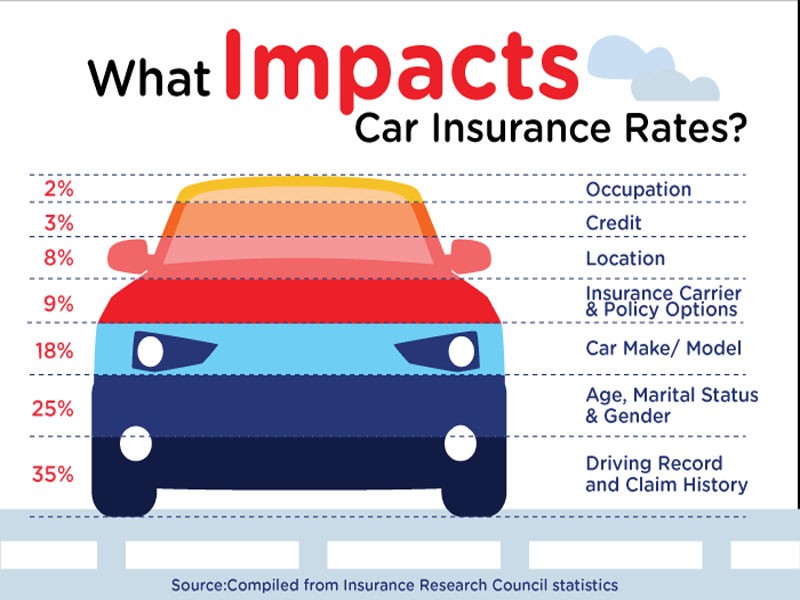 What Impacts
Car Insurance Rates?
2% Occupation
3% Credit
8% Location
9% Insurance Carrier
& Policy Options
18% Car Make/ Model
25% Age, Marital Status
& Gender
35% Driving Record
and Claim History
Source:Compiled from Insurance Research Council statistics